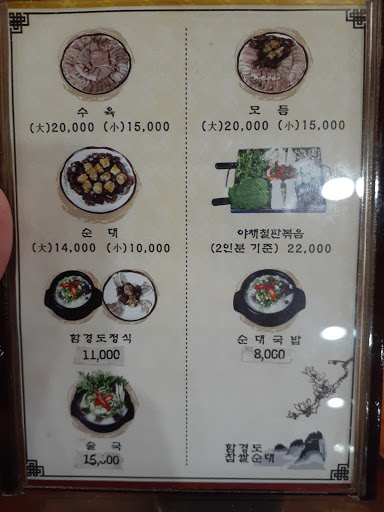 수육
(大)20,000 (小)15,000
모듬
(大)20,000 (小)15,000
순대
(大)14,000 (小)10,000
야채철판볶음
(2인분 기준) 22,000
함경도정식
11,000
순대국밥
8,000
술국
15,000
함경도
찹쌀순대